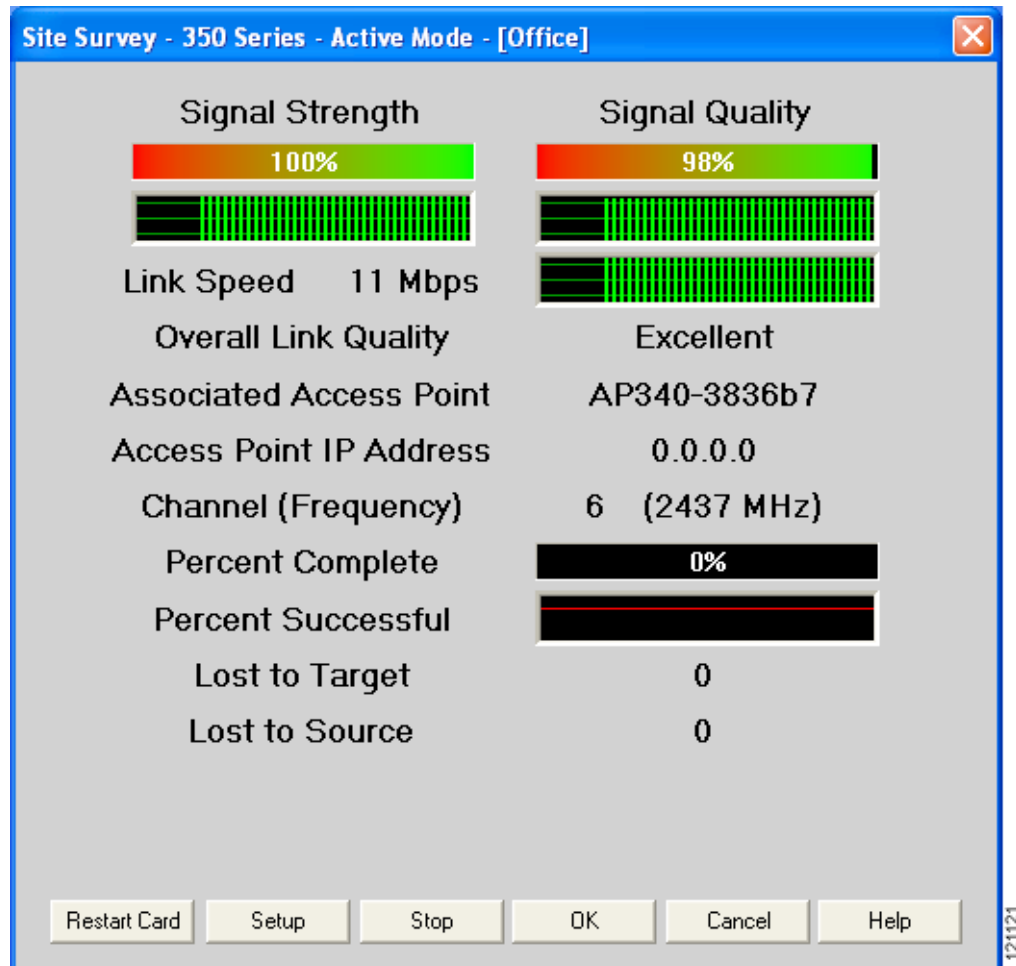 Site Survey - 350 Series - Active Mode - [Office]
Signal Strength Signal Quality
100% 98%
Link Speed 11 Mbps
Overall Link Quality Excellent
Associated Access Point AP340-3836b7
Access Point IP Address 0.0.0.0
Channel (Frequency) 6 (2437 MHz)
Percent Complete 0%
Percent Successful
Lost to Target 0
Lost to Source 0
Restart Card Setup Stop OK Cancel Help
121121